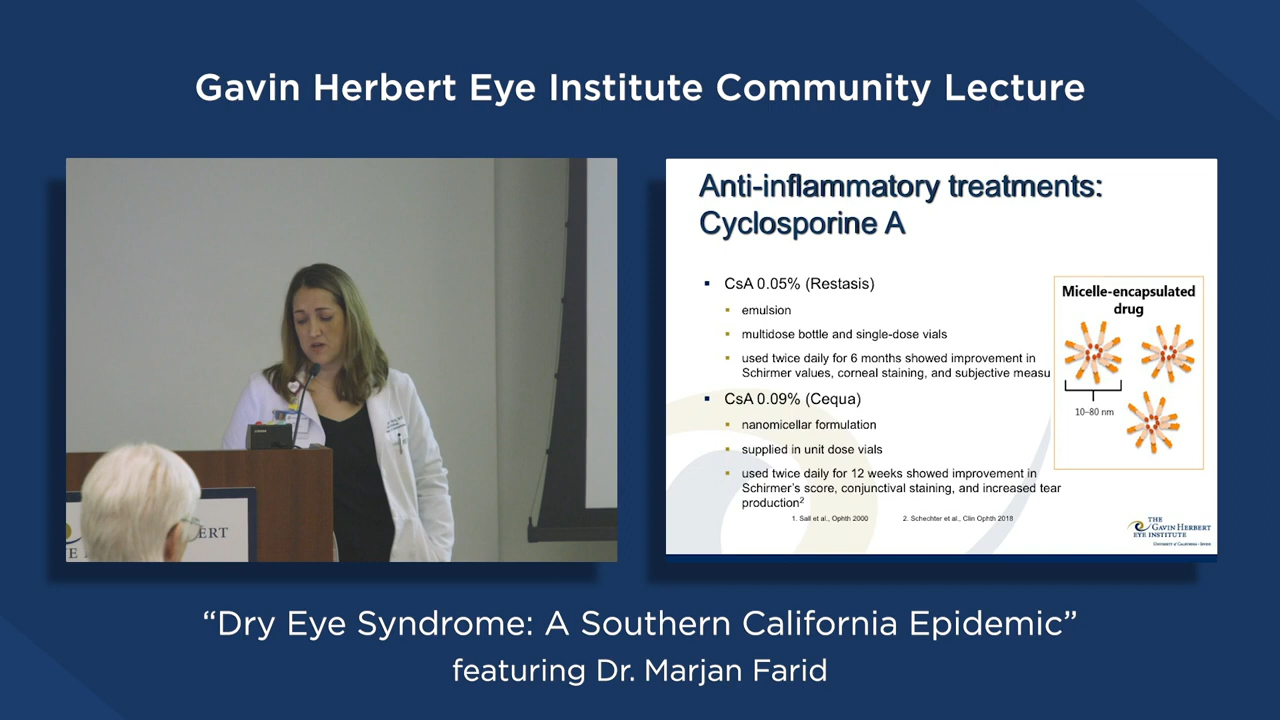 Gavin Herbert Eye Institute Community Lecture
ERT
E
Anti-inflammatory treatments:
Cyclosporine A
▪ CsA 0.05% (Restasis)
▪ emulsion
▪ multidose bottle and single-dose vials
▪ used twice daily for 6 months showed improvement in
Schirmer values, corneal staining, and subjective measu
▪ CsA 0.09% (Cequa)
▪ nanomicellar formulation
▪ supplied in unit dose vials
▪ used twice daily for 12 weeks showed improvement in
Schirmer's score, conjunctival staining, and increased tear
production2
1. Sall et al., Ophth 2000 2. Schechter et al., Clin Ophth 2018
Micelle-encapsulated
drug
10–80 nm
THE
GAVIN HERBERT
EYE INSTITUTE
UNIVERSITY of CALIFORNIA • IRVINE
“Dry Eye Syndrome: A Southern California Epidemic”
featuring Dr. Marjan Farid